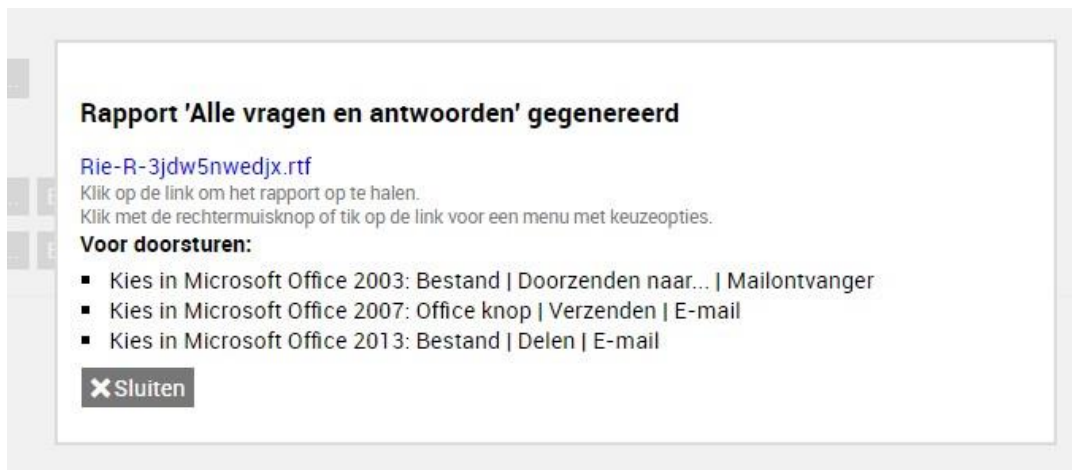 Rapport 'Alle vragen en antwoorden' gegenereerd
Rie-R-3jdw5nwedjx.rtf
Klik op de link om het rapport op te halen.
Klik met de rechtermuisknop of tik op de link voor een menu met keuzeopties.
Voor doorsturen:
▪ Kies in Microsoft Office 2003: Bestand | Doorzenden naar... | Mailontvanger
▪ Kies in Microsoft Office 2007: Office knop | Verzenden | E-mail
▪ Kies in Microsoft Office 2013: Bestand | Delen | E-mail
Sluiten